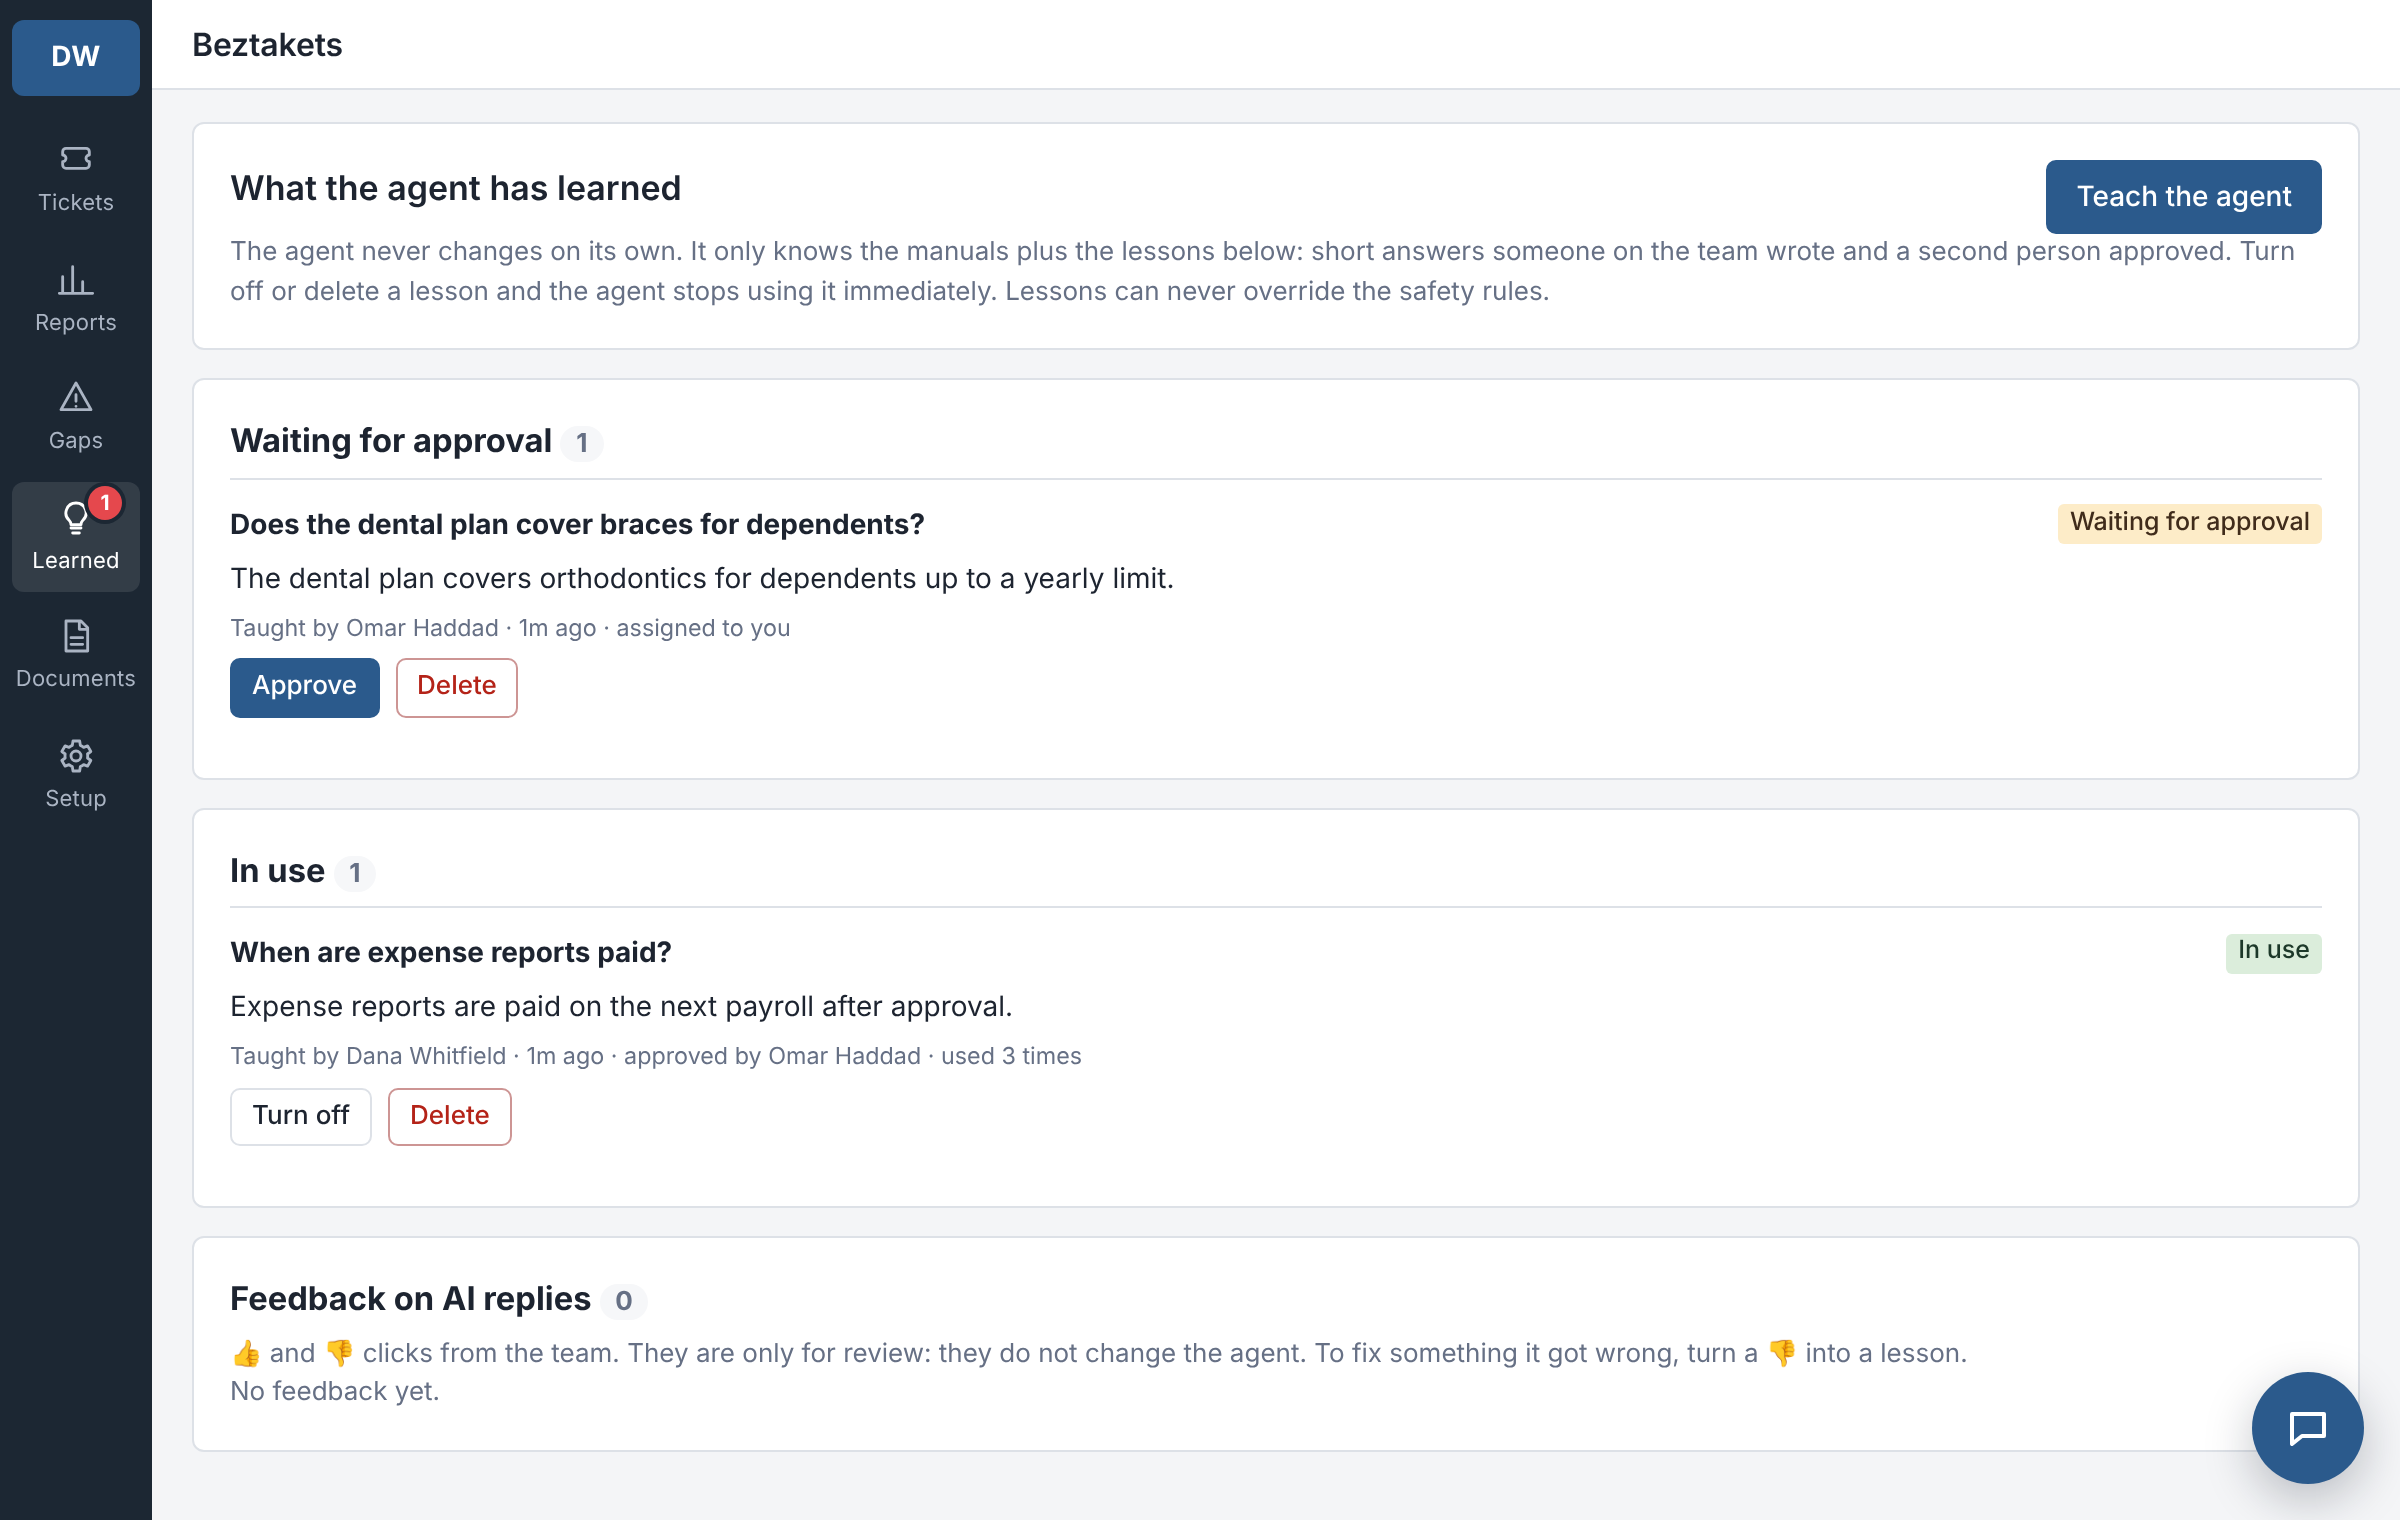 DW
Tickets
Reports
Gaps
1
Learned
Documents
Setup
Beztakets
What the agent has learned
Teach the agent
The agent never changes on its own. It only knows the manuals plus the lessons below: short answers someone on the team wrote and a second person approved. Turn
off or delete a lesson and the agent stops using it immediately. Lessons can never override the safety rules.
Waiting for approval 1
Does the dental plan cover braces for dependents?
Waiting for approval
The dental plan covers orthodontics for dependents up to a yearly limit.
Taught by Omar Haddad · 1m ago · assigned to you
Approve Delete
In use 1
When are expense reports paid?
In use
Expense reports are paid on the next payroll after approval.
Taught by Dana Whitfield · 1m ago · approved by Omar Haddad · used 3 times
Turn off Delete
Feedback on AI replies 0
👍 and 👎 clicks from the team. They are only for review: they do not change the agent. To fix something it got wrong, turn a 👎 into a lesson.
No feedback yet.